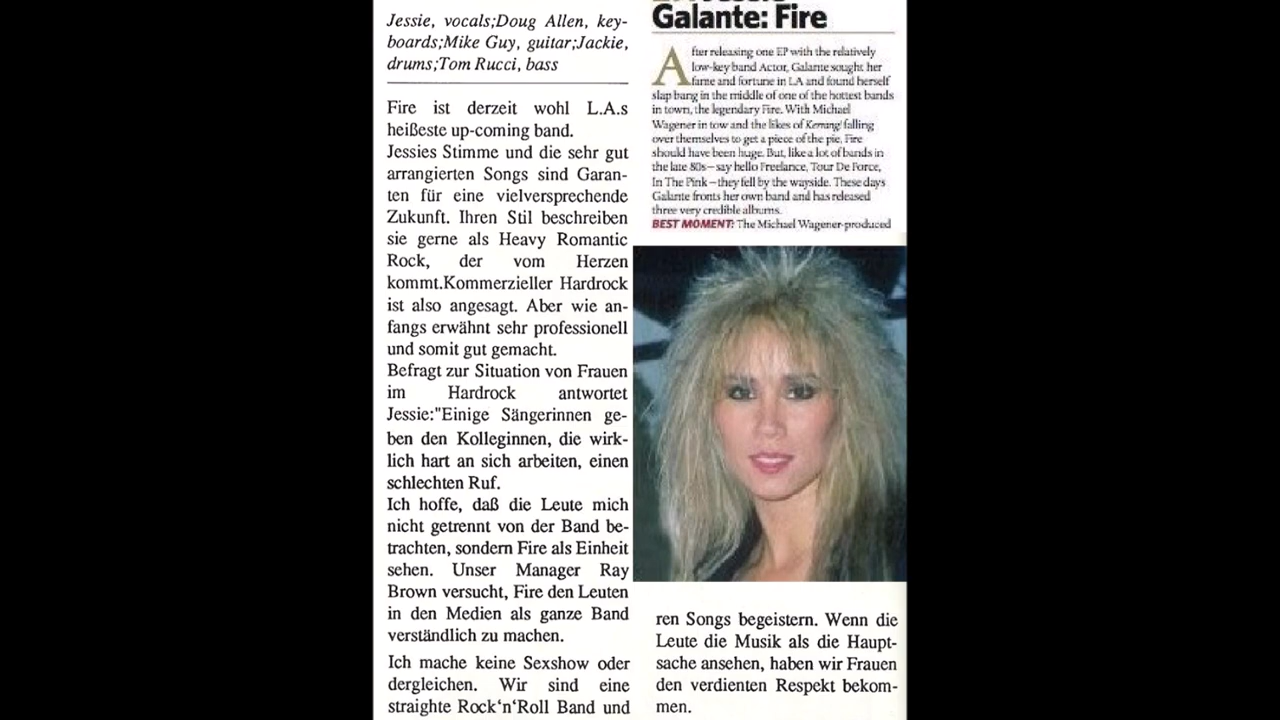 Jessie, vocals;Doug Allen, key-
boards;Mike Guy, guitar;Jackie,
drums;Tom Rucci, bass
Fire ist derzeit wohl L.A.s
heißeste up-coming band.
Jessies Stimme und die sehr gut
arrangierten Songs sind Garan-
ten für eine vielversprechende
Zukunft. Ihren Stil beschreiben
sie gerne als Heavy Romantic
Rock, der vom Herzen
kommt.Kommerzieller Hardrock
ist also angesagt. Aber wie an-
fangs erwähnt sehr professionell
und somit gut gemacht.
Befragt zur Situation von Frauen
im Hardrock antwortet
Jessie:"Einige Sängerinnen ge-
ben den Kolleginnen, die wirk-
lich hart an sich arbeiten, einen
schlechten Ruf.
Ich hoffe, daß die Leute mich
nicht getrennt von der Band be-
trachten, sondern Fire als Einheit
sehen. Unser Manager Ray
Brown versucht, Fire den Leuten
in den Medien als ganze Band
verständlich zu machen.
Ich mache keine Sexshow oder
dergleichen. Wir sind eine
straighte Rock'n'Roll Band und
Galante: Fire
After releasing one EP with the relatively
low-key band Actor, Galante sought her
fame and fortune in LA and found herself
slap bang in the middle of one of the hottest bands
in town, the legendary Fire. With Michael
Wagener in tow and the likes of Kerrang! falling
over themselves to get a piece of the pie, Fire
should have been huge. But, like a lot of bands in
the late 80s – say hello Freelance, Tour De Force,
In The Pink – they fell by the wayside. These days
Galante fronts her own band and has released
three very credible albums.
BEST MOMENT: The Michael Wagener-produced
ren Songs begeistern. Wenn die
Leute die Musik als die Haupt-
sache ansehen, haben wir Frauen
den verdienten Respekt bekom-
men.